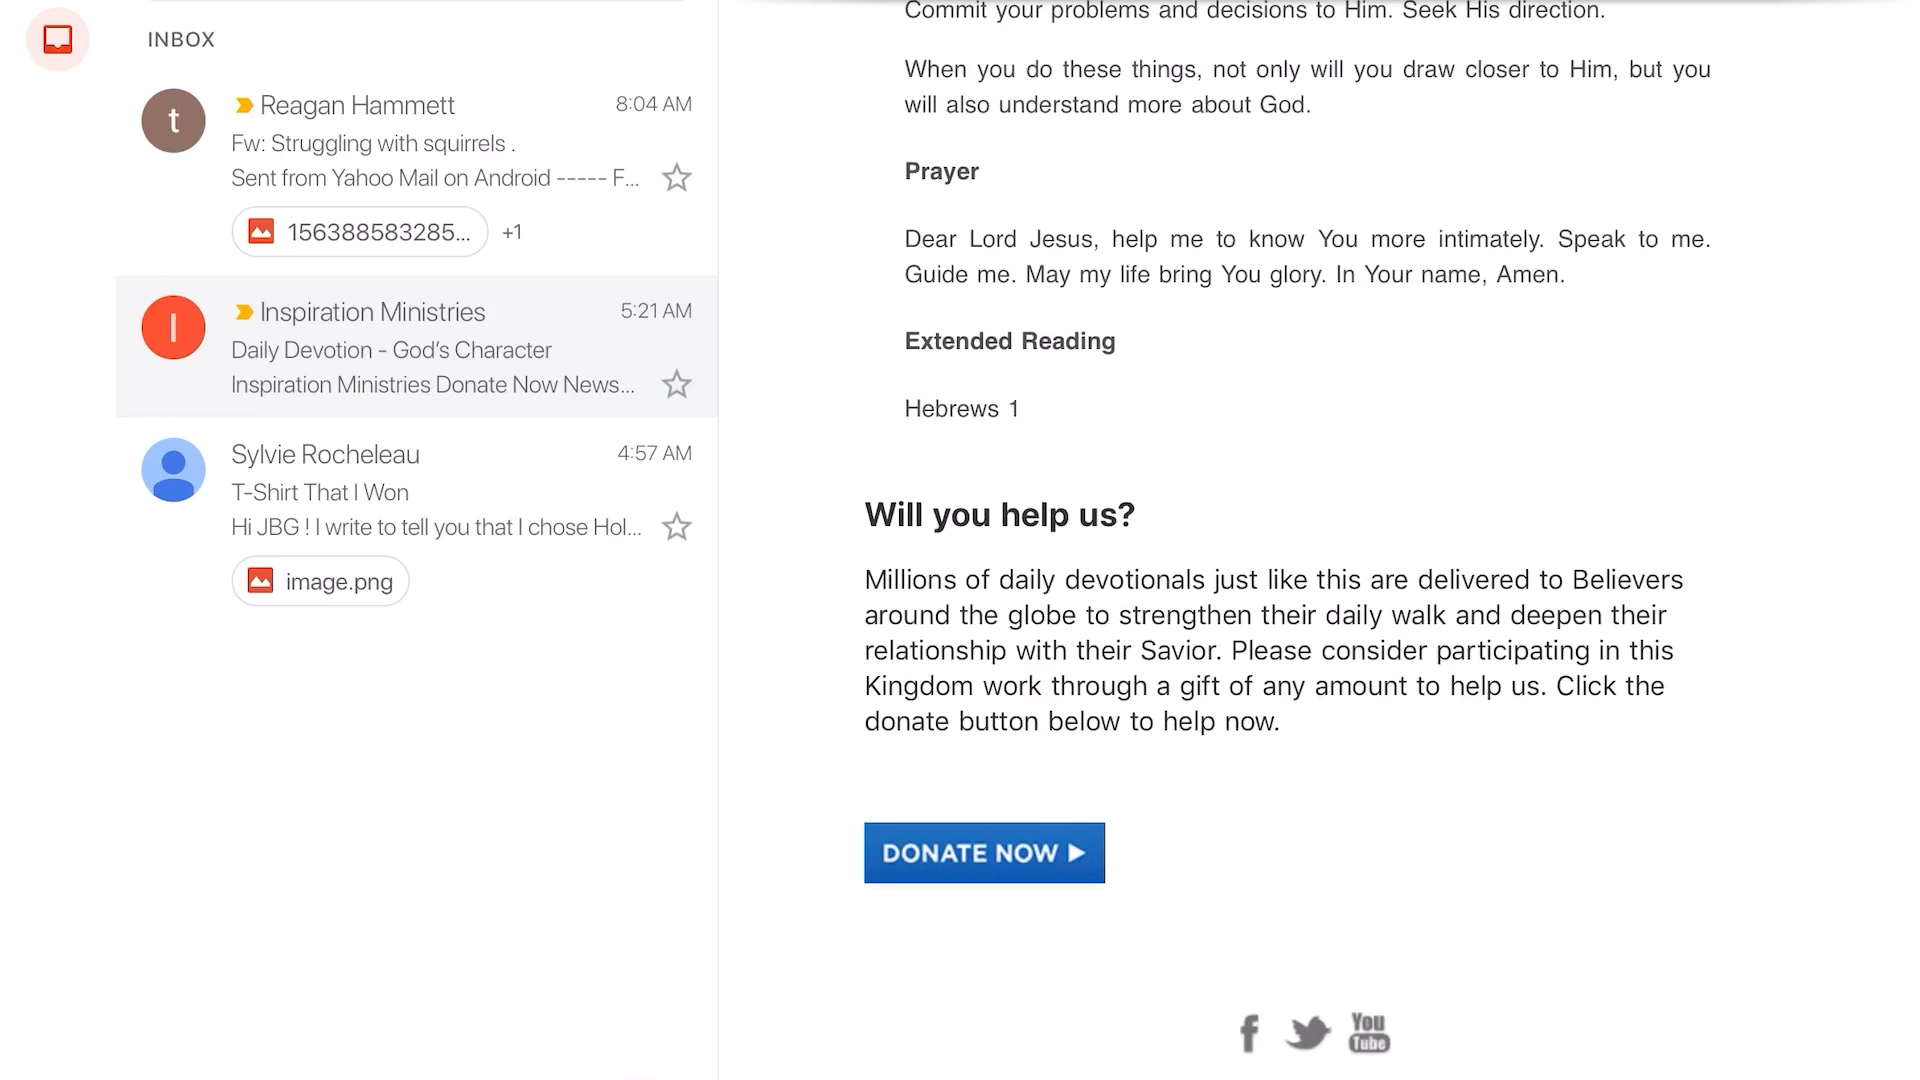 INBOX
t
Reagan Hammett
8:04 AM
Fw: Struggling with squirrels .
Sent from Yahoo Mail on Android ----- F...
156388583285...
+1
I
Inspiration Ministries
5:21 AM
Daily Devotion - God's Character
Inspiration Ministries Donate Now News...
Sylvie Rocheleau
4:57 AM
T-Shirt That I Won
Hi JBG ! I write to tell you that I chose Hol...
image.png
Commit your problems and decisions to Him. Seek His direction.
When you do these things, not only will you draw closer to Him, but you
will also understand more about God.
Prayer
Dear Lord Jesus, help me to know You more intimately. Speak to me.
Guide me. May my life bring You glory. In Your name, Amen.
Extended Reading
Hebrews 1
Will you help us?
Millions of daily devotionals just like this are delivered to Believers
around the globe to strengthen their daily walk and deepen their
relationship with their Savior. Please consider participating in this
Kingdom work through a gift of any amount to help us. Click the
donate button below to help now.
DONATE NOW
f
You
Tube